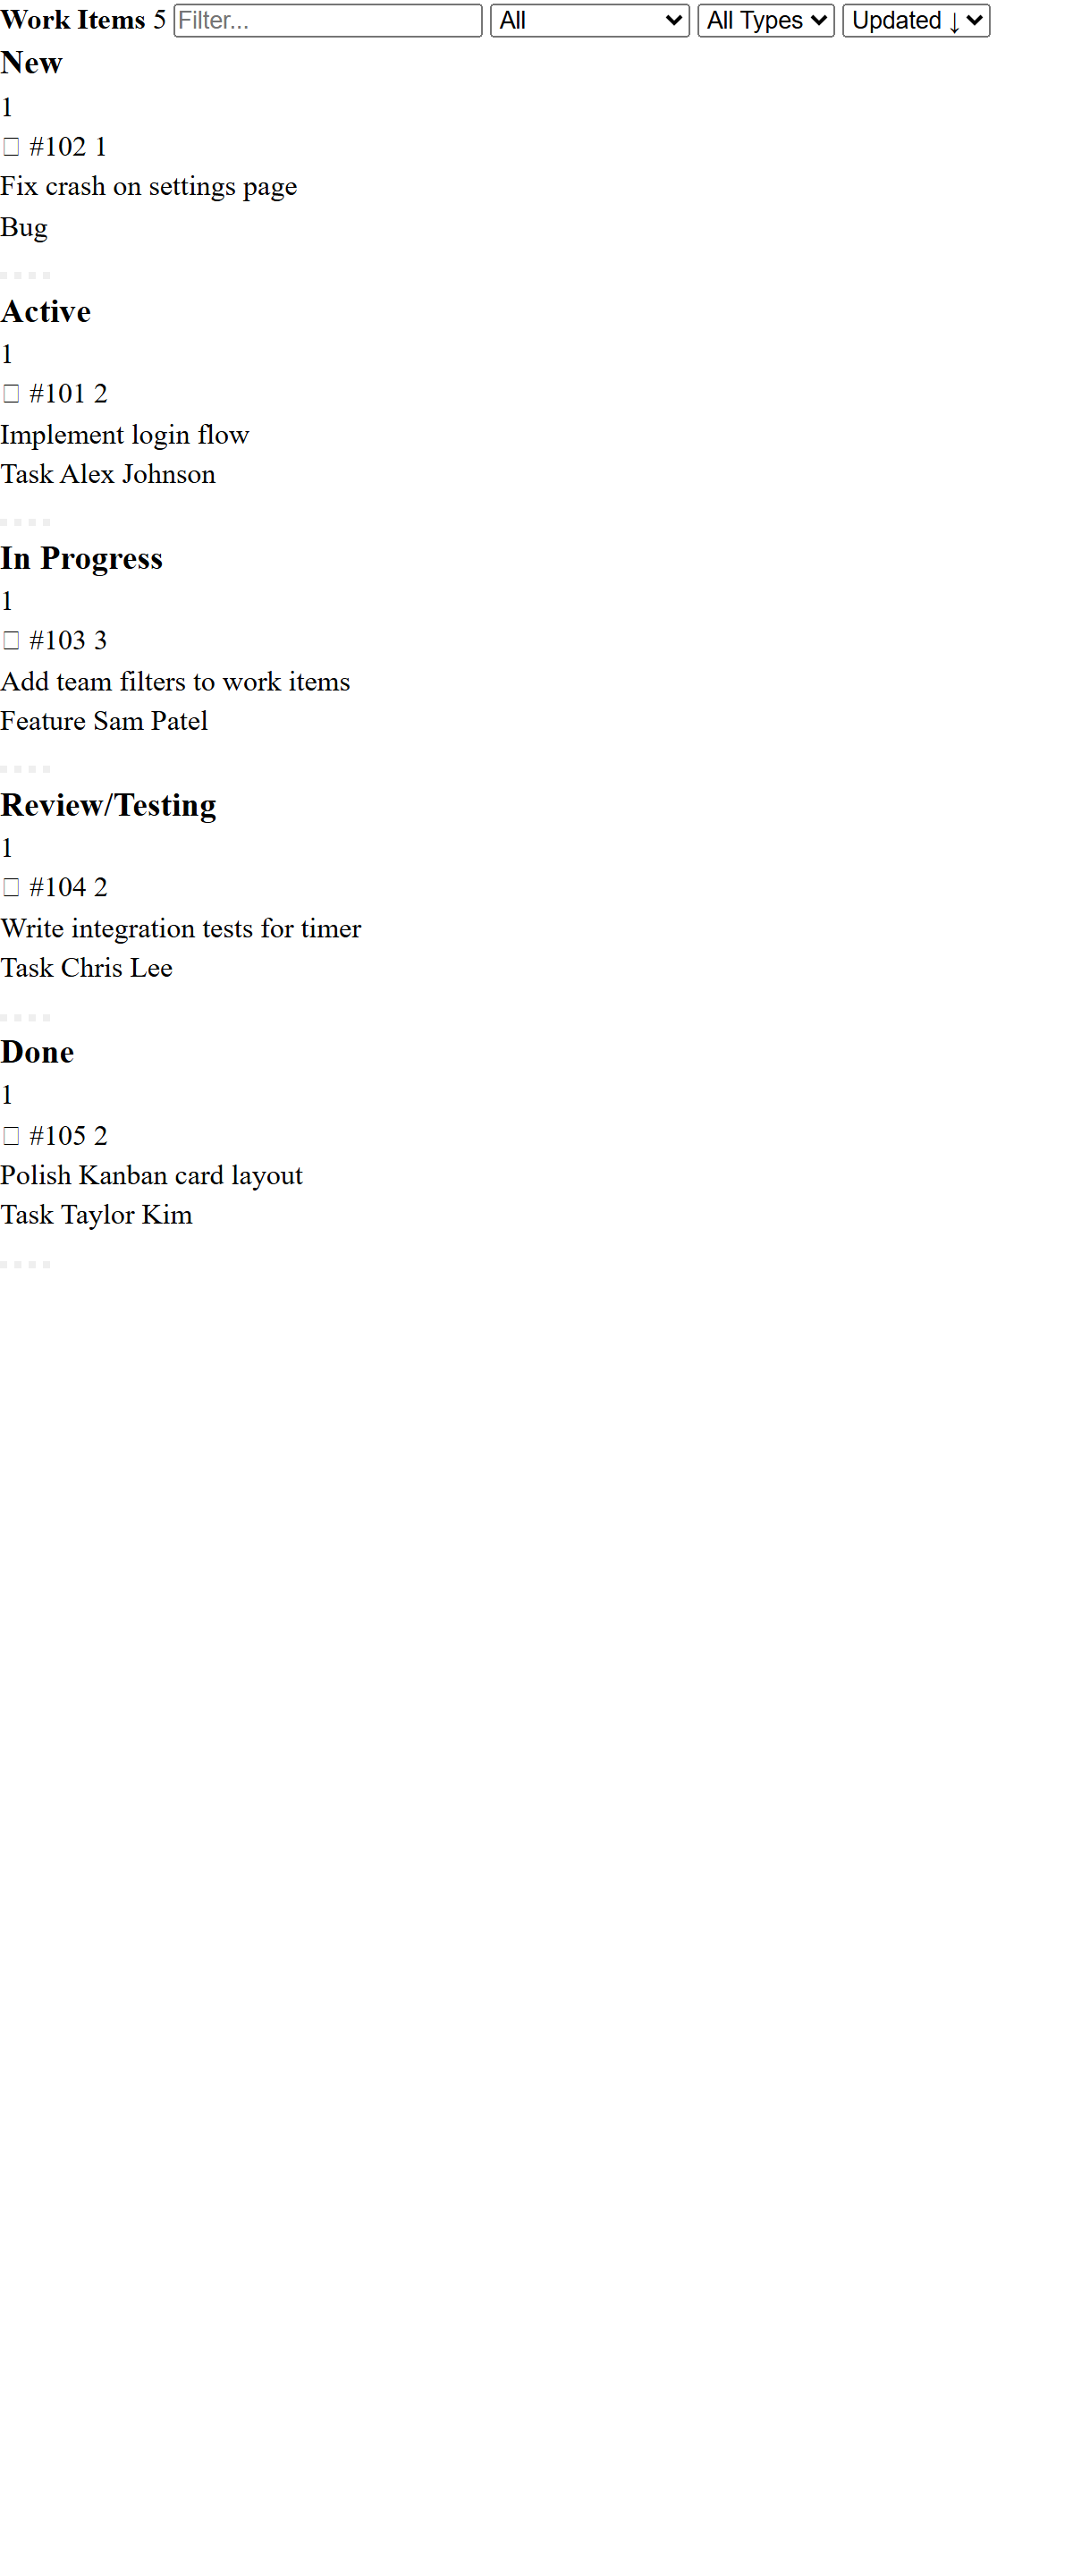 Work Items 5 Filter... All All Types Updated ↓
New
1
#102 1
Fix crash on settings page
Bug
Active
1
#101 2
Implement login flow
Task Alex Johnson
In Progress
1
#103 3
Add team filters to work items
Feature Sam Patel
Review/Testing
1
#104 2
Write integration tests for timer
Task Chris Lee
Done
1
#105 2
Polish Kanban card layout
Task Taylor Kim